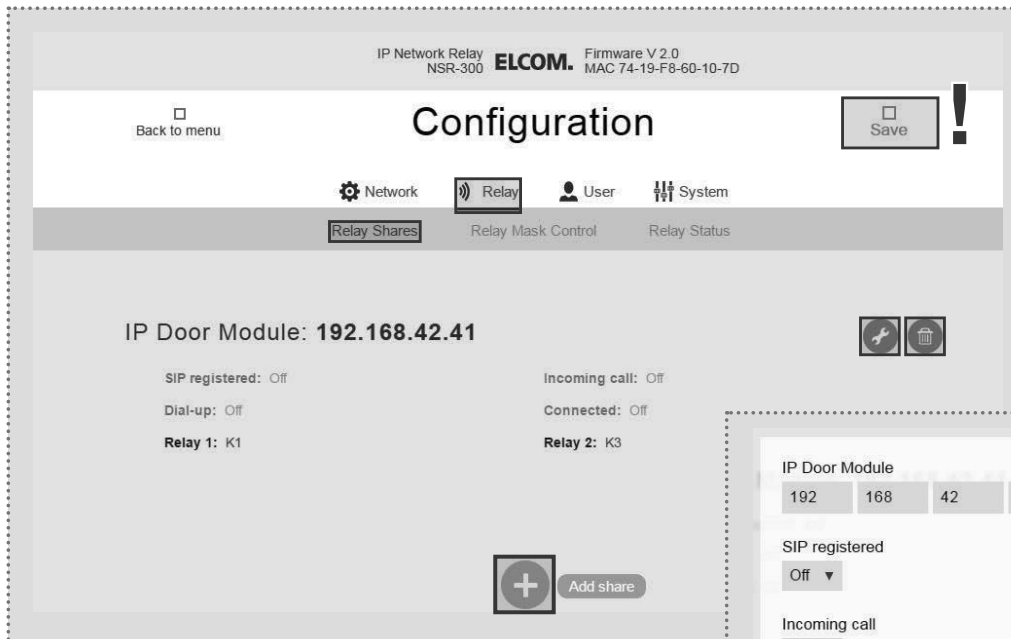 IP Network Relay
NSR-300
ELCOM.
Firmware V 2.0
MAC 74-19-F8-60-10-7D
Back to menu
Configuration
Save
!
Network Relay User System
Relay Shares Relay Mask Control Relay Status
IP Door Module: 192.168.42.41
SIP registered: Off Incoming call: Off
Dial-up: Off Connected: Off
Relay 1: K1 Relay 2: K3
Add share
IP Door Module
192 168 42
SIP registered
Off ▼
Incoming call